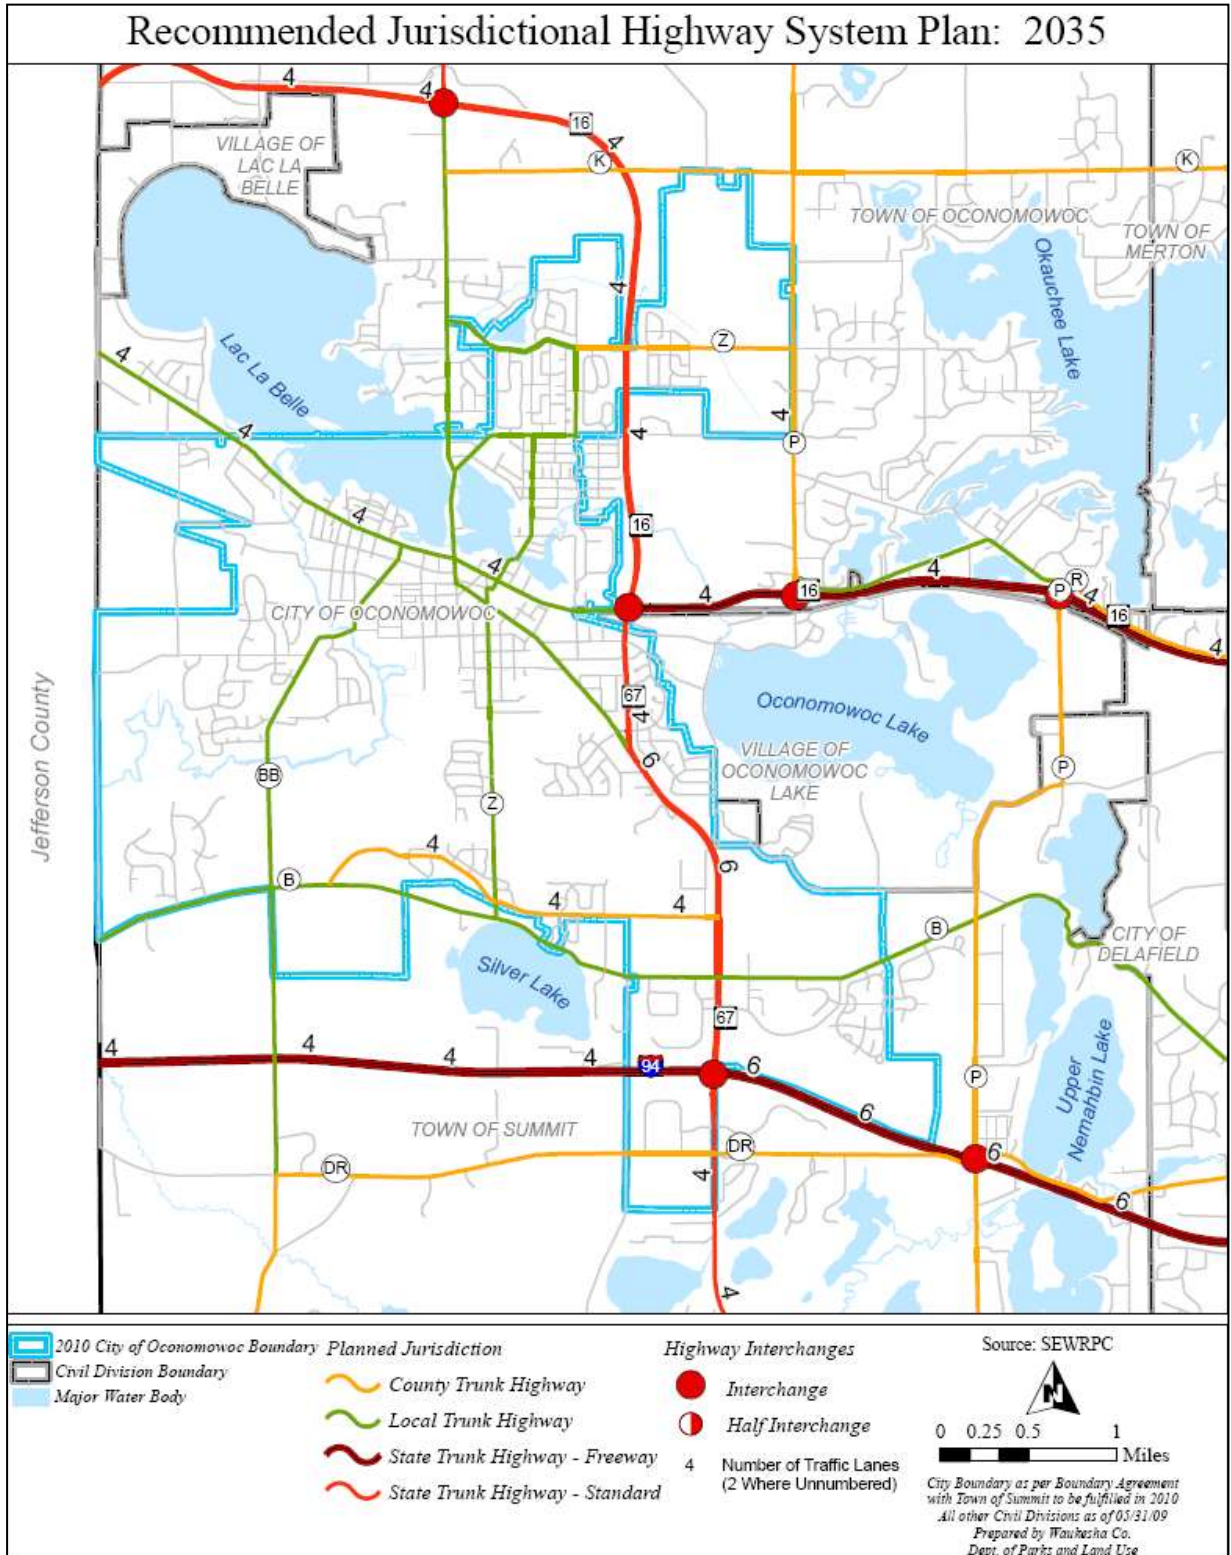 Recommended Jurisdictional Highway System Plan: 2035
4
4
16
4
VILLAGE OF
LAC LA
BELLE
K
K
TOWN OF OCONOMOWOC
TOWN OF
MERTON
Okauchee Lake
4
Z
4
Lac La Belle
4
4
4
P
4
16
4
4
4
16
R
P
4
16
4
CITY OF OCONOMOWOC
Jefferson County
67
4
Oconomowoc Lake
6
VILLAGE OF
OCONOMOWOC
LAKE
P
BB
Z
4
6
B
4
4
B
CITY OF
DELAFIELD
Silver Lake
67
4
4
4
4
94
6
P
Upper
Nemahbin Lake
6
TOWN OF SUMMIT
DR
DR
6
4
6
4
2010 City of Oconomowoc Boundary
Civil Division Boundary
Major Water Body
Planned Jurisdiction
County Trunk Highway
Local Trunk Highway
State Trunk Highway - Freeway
State Trunk Highway - Standard
Highway Interchanges
Interchange
Half Interchange
4 Number of Traffic Lanes
(2 Where Unnumbered)
Source: SEWRPC
N
0 0.25 0.5 1
Miles
City Boundary as per Boundary Agreement
with Town of Summit to be fulfilled in 2010
All other Civil Divisions as of 05/31/09
Prepared by Waukesha Co.
Dept. of Parks and Land Use